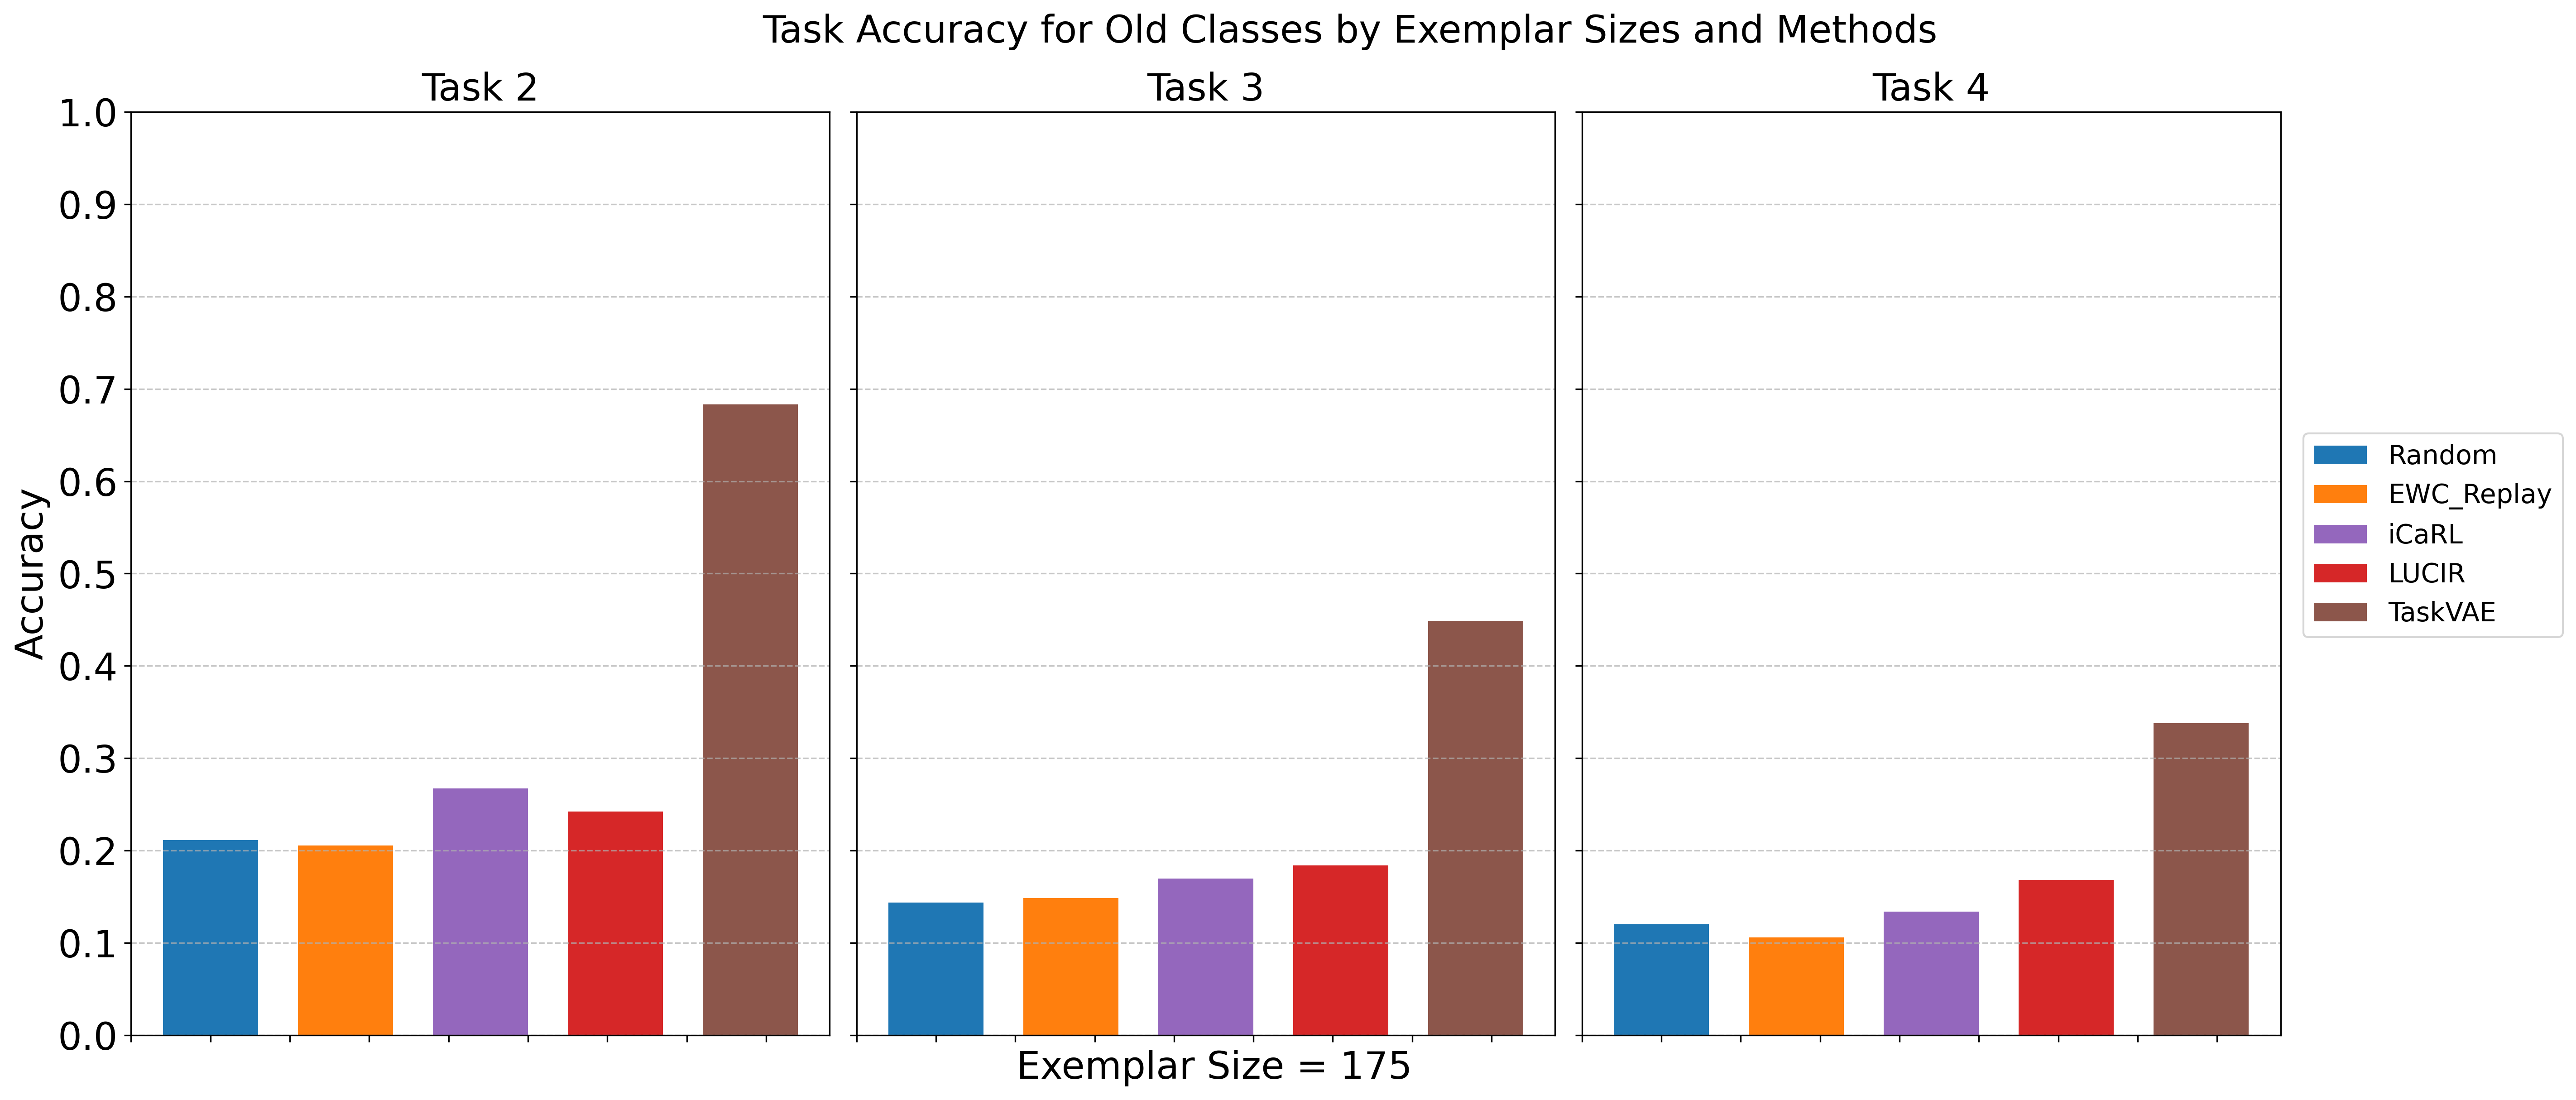 Task Accuracy for Old Classes by Exemplar Sizes and Methods
Task 2
Task 3
Task 4
1.0
0.9
0.8
0.7
0.6
0.5
0.4
0.3
0.2
0.1
0.0
Accuracy
Exemplar Size = 175
Random
EWC_Replay
iCaRL
LUCIR
TaskVAE